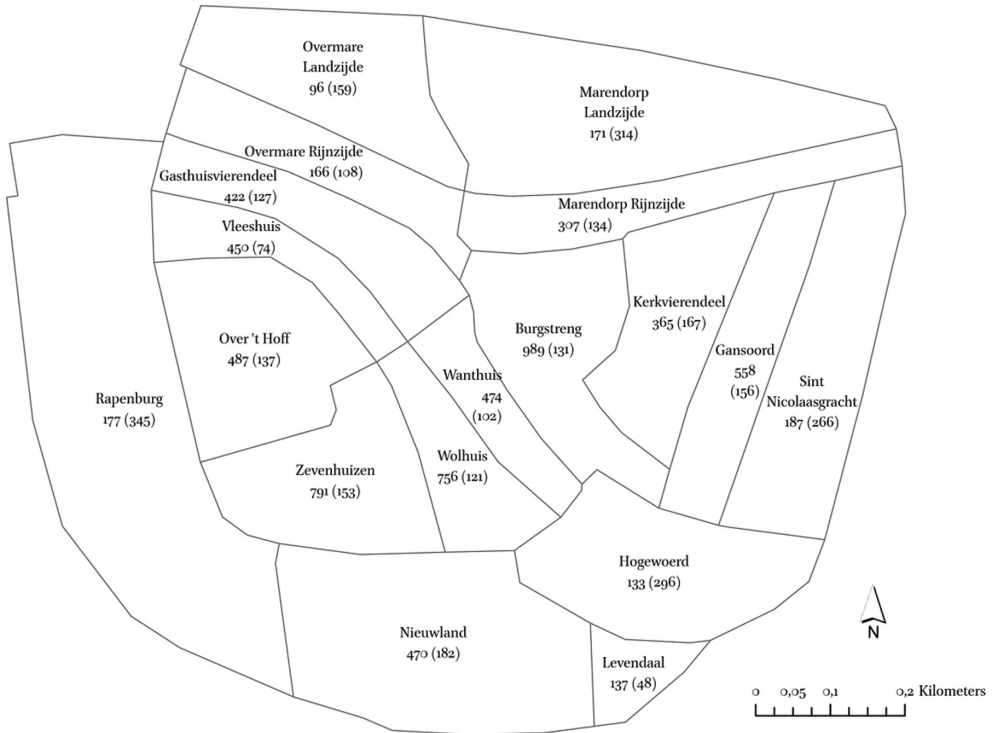 Overmare
Landzijde
96 (159)
Marendorp
Landzijde
171 (314)
Overmare Rijnzijde
166 (108)
Gasthuisvierendeel
422 (127)
Marendorp Rijnzijde
307 (134)
Vleeshuis
450 (74)
Kerkvierendeel
365 (167)
Burgstreng
989 (131)
Over 't Hoff
487 (137)
Gansoord
558
(156)
Wanthuis
474
(102)
Sint
Nicolaasgracht
187 (266)
Rapenburg
177 (345)
Wolhuis
756 (121)
Zevenhuizen
791 (153)
Hogewoerd
133 (296)
Nieuwland
470 (182)
Levendaal
137 (48)
N
0 0,05 0,1 0,2 Kilometers